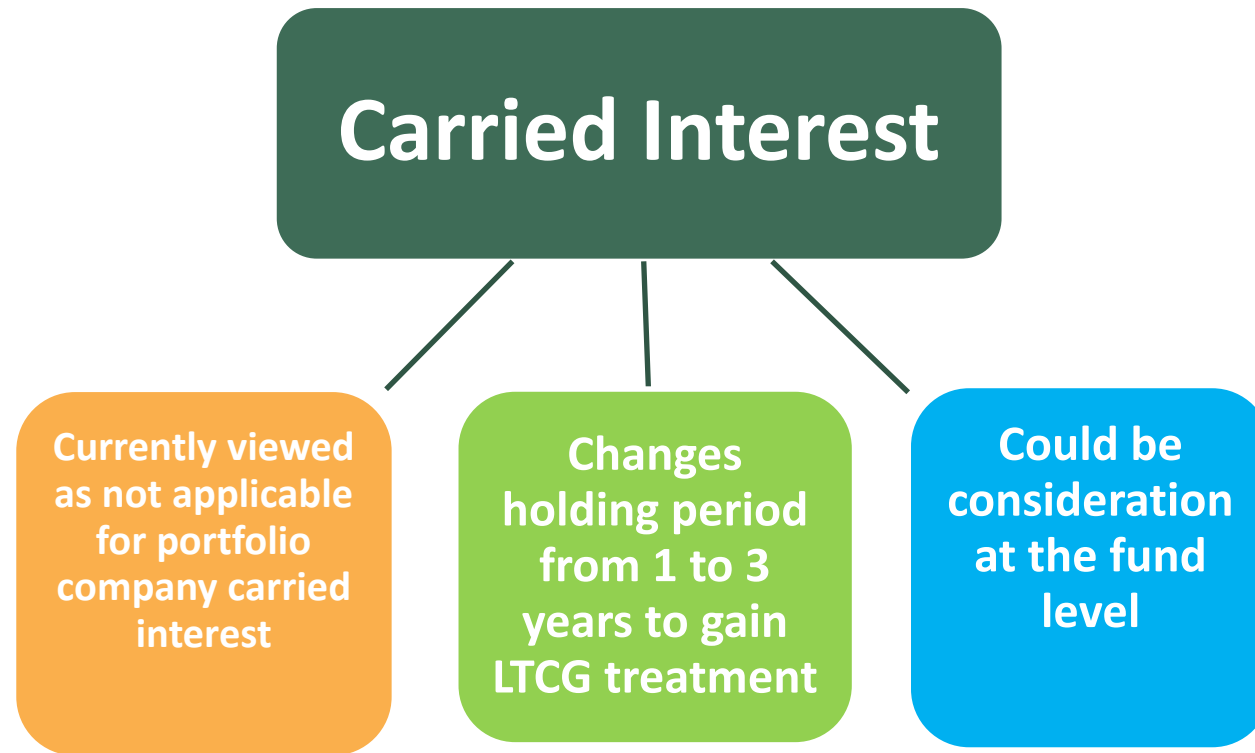 Carried Interest
Currently viewed
as not applicable
for portfolio
company carried
interest
Changes
holding period
from 1 to 3
years to gain
LTCG treatment
Could be
consideration
at the fund
level